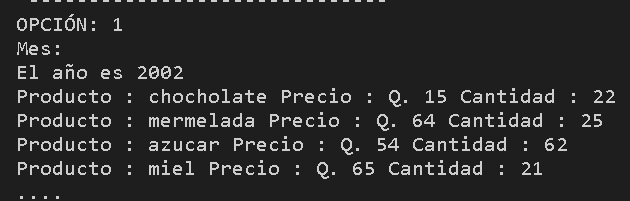 -------------------------------
OPCIÓN: 1
Mes:
El año es 2002
Producto : chocholate Precio : Q. 15 Cantidad : 22
Producto : mermelada Precio : Q. 64 Cantidad : 25
Producto : azucar Precio : Q. 54 Cantidad : 62
Producto : miel Precio : Q. 65 Cantidad : 21
....